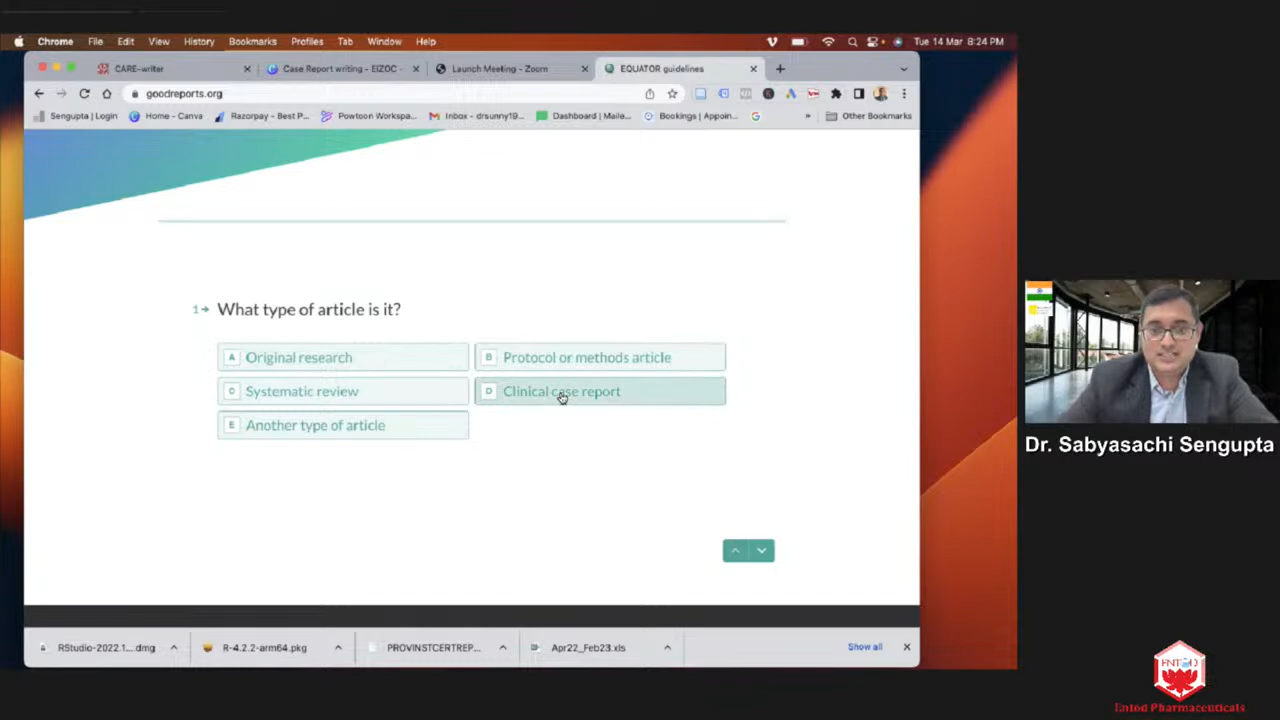 Chrome File Edit View History Bookmarks Profiles Tab Window Help Tue 14 Mar 8:24 PM
CARE-writer Case Report writing - EIZOC - Launch Meeting - Zoom EQUATOR guidelines
goodreports.org
Sengupta | Login Home - Canva Razorpay - Best P... Powtoon Workspa... Inbox - drsunny19... Dashboard | Maile... Bookings | Appoin... » Other Bookmarks
1 What type of article is it?
A Original research B Protocol or methods article
C Systematic review D Clinical case report
E Another type of article
Dr. Sabyasachi Sengupta
RStudio-2022.1....dmg R-4.2.2-arm64.pkg PROVINSTCERTREP... Apr22_Feb23.xls Show all
ENTOD
Entod Pharmaceuticals